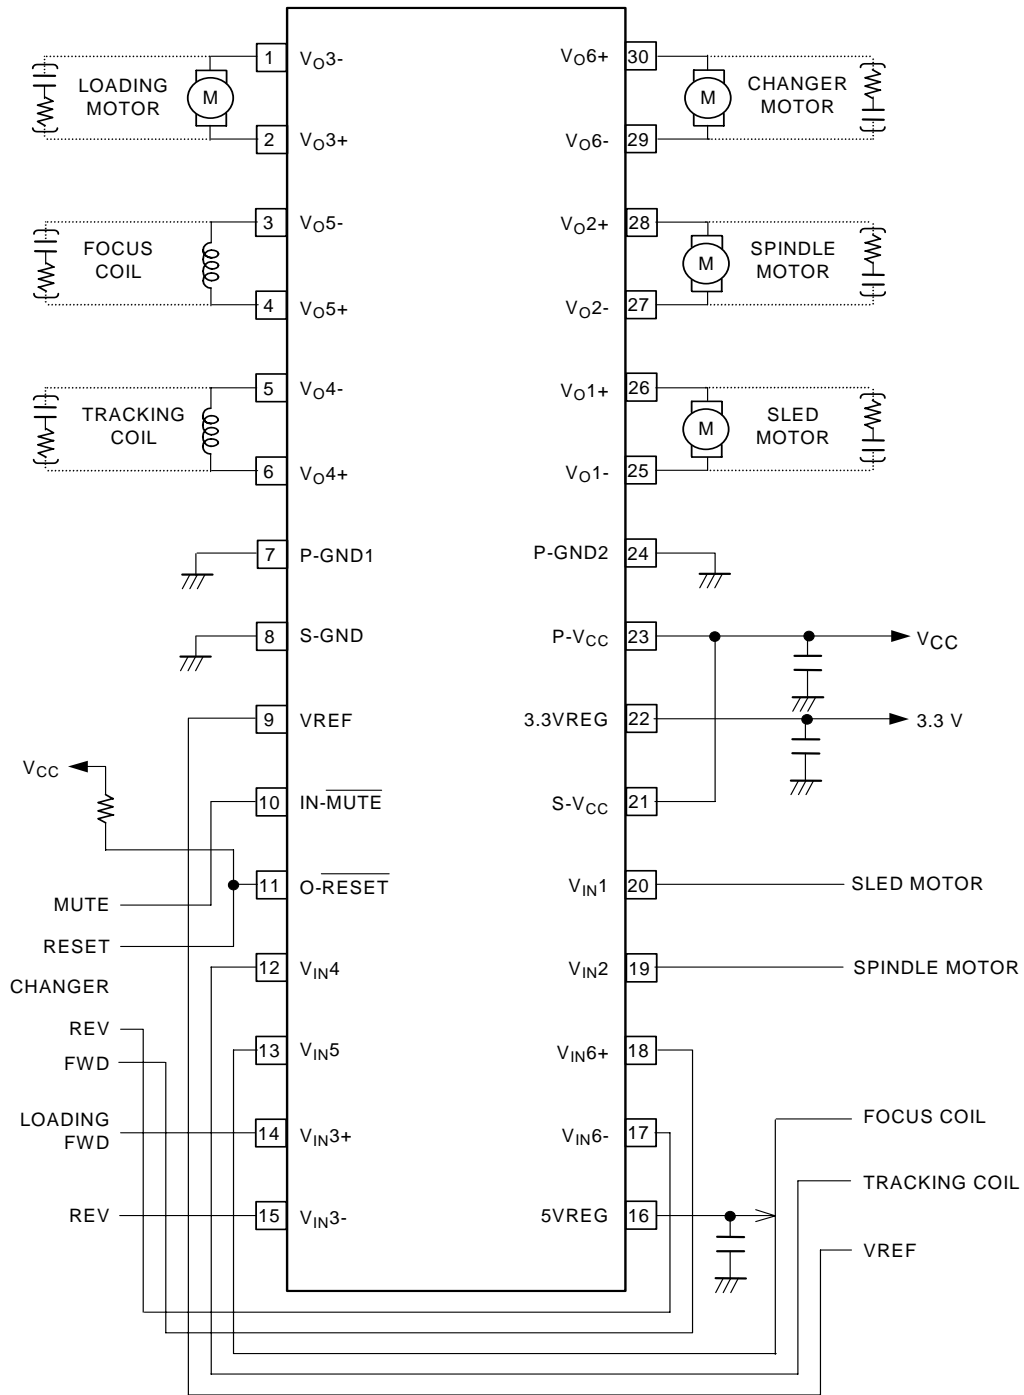 1
VO3-
LOADING
MOTOR
M
2
VO3+
3
VO5-
FOCUS
COIL
4
VO5+
5
VO4-
TRACKING
COIL
6
VO4+
7
P-GND1
8
S-GND
9
VREF
VCC
10
IN-MUTE
11
O-RESET
MUTE
RESET
12
VIN4
CHANGER
REV
FWD
13
VIN5
LOADING
FWD
14
VIN3+
REV
15
VIN3-
VO6+
30
CHANGER
MOTOR
M
VO6-
29
VO2+
28
SPINDLE
MOTOR
M
VO2-
27
VO1+
26
SLED
MOTOR
M
VO1-
25
P-GND2
24
P-VCC
23
VCC
3.3VREG
22
3.3 V
S-VCC
21
VIN1
20
SLED MOTOR
VIN2
19
SPINDLE MOTOR
VIN6+
18
VIN6-
17
FOCUS COIL
TRACKING COIL
5VREG
16
VREF